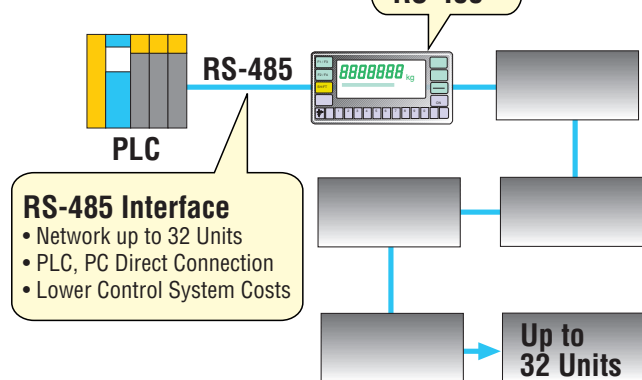 RS-485
PLC
8888888 kg
RS-485 Interface
• Network up to 32 Units
• PLC, PC Direct Connection
• Lower Control System Costs
Up to
32 Units